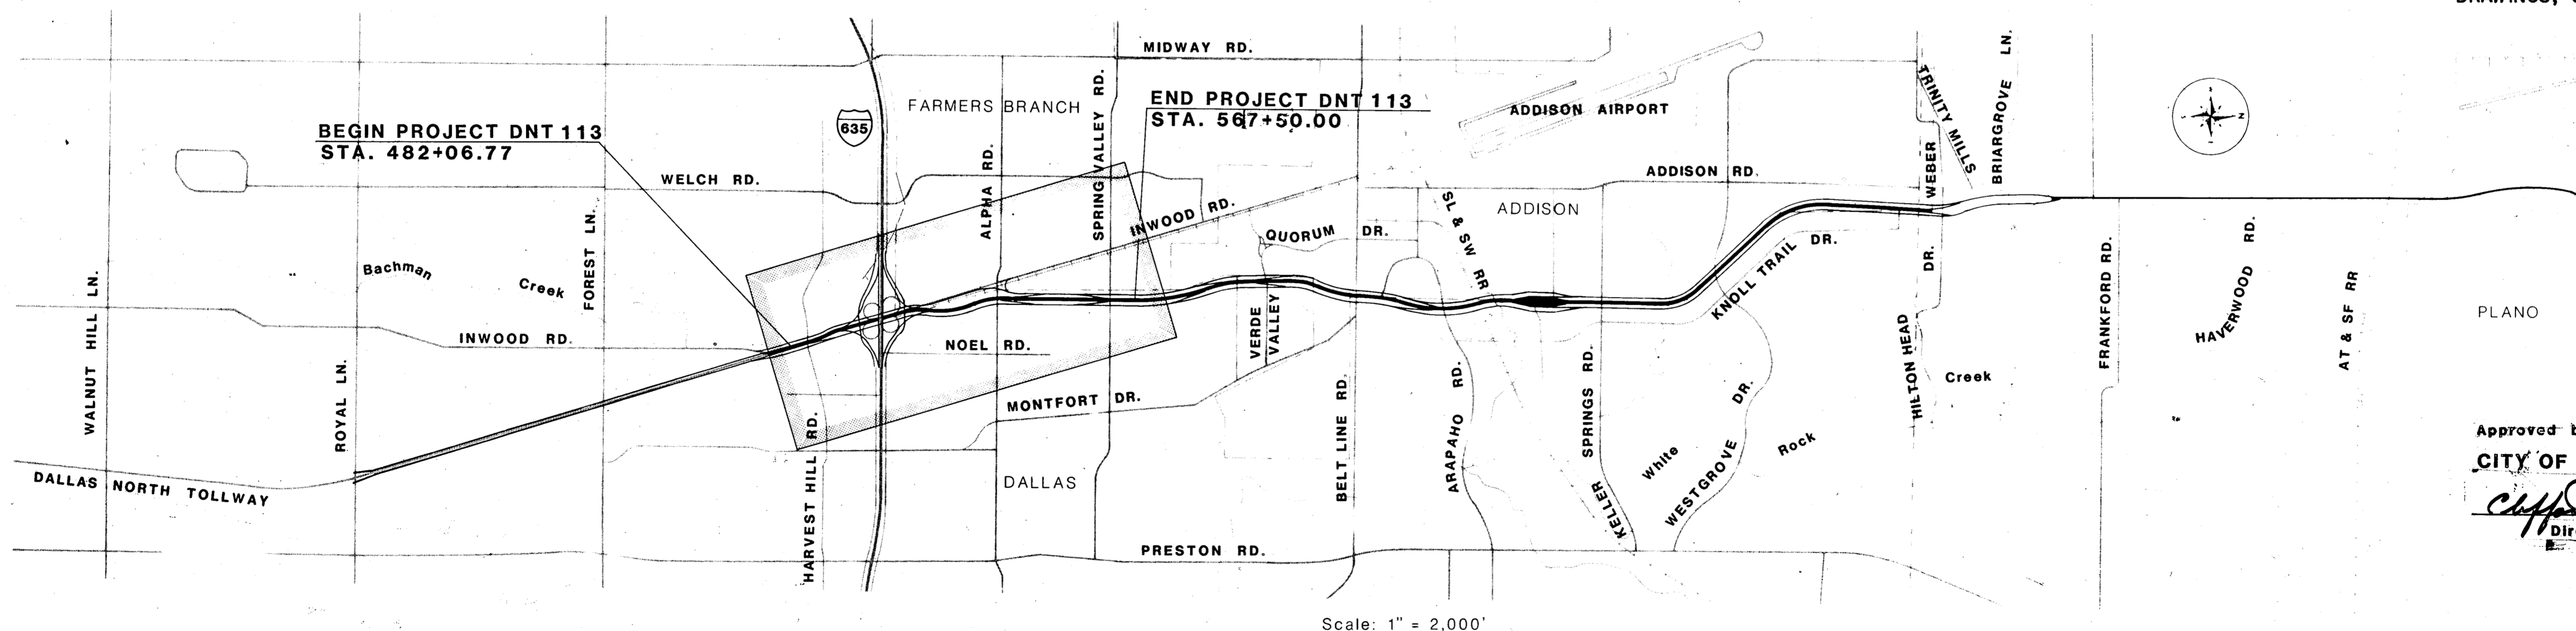 DRAWINGS,
MIDWAY RD.
BEGIN PROJECT DNT 113
STA. 482+06.77
635
FARMERS BRANCH
END PROJECT DNT 113
STA. 567+50.00
ADDISON AIRPORT
TRINITY MILLS
BRIARGROVE LN.
N
WELCH RD.
ALPHA RD.
SPRING VALLEY RD.
INWOOD RD.
QUORUM DR.
SL & SW RR
ADDISON
ADDISON RD.
WEBER
DR.
KNOLL TRAIL DR.
FRANKFORD RD.
HAVERWOOD RD.
AT & SF RR
PLANO
WALNUT HILL LN.
Bachman
Creek
FOREST LN.
INWOOD RD.
ROYAL LN.
NOEL RD.
VERDE
VALLEY
MONTFORT DR.
HARVEST HILL RD.
DALLAS
BELT LINE RD.
ARAPAHO RD.
KELLER SPRINGS RD.
White
Rock
Creek
WESTGROVE DR.
HILTON HEAD
DALLAS NORTH TOLLWAY
PRESTON RD.
Approved
CITY OF
Scale: 1" = 2,000'